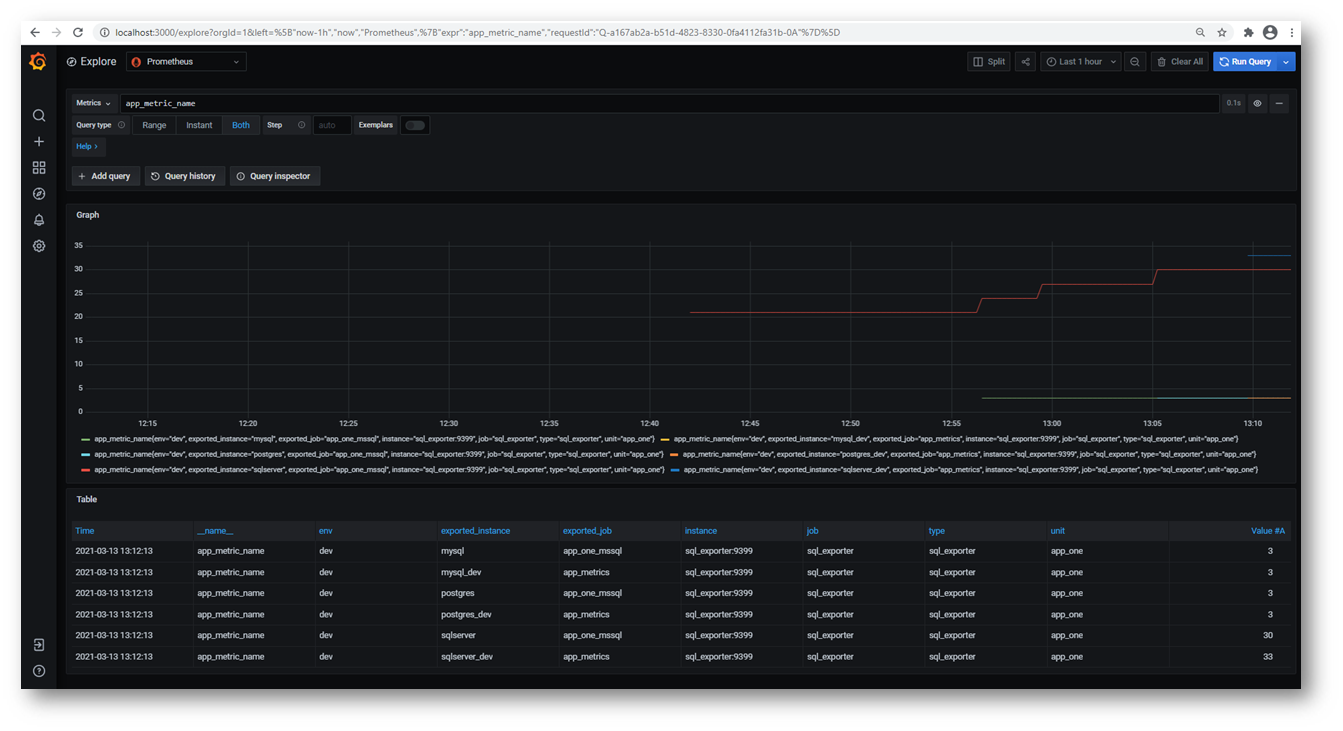 localhost:3000/explore?orgId=1&left=%5B"now-1h","now","Prometheus",%7B"expr":"app_metric_name","requestId":"Q-a167ab2a-b51d-4823-8330-0fa4112fa31b-0A"%7D%5D
Explore Prometheus Split Last 1 hour Clear All Run Query
Metrics app_metric_name 0.1s
Query type Range Instant Both Step auto Exemplars
Help >
+ Add query Query history Query inspector
Graph
35
30
25
20
15
10
5
0
12:15 12:20 12:25 12:30 12:35 12:40 12:45 12:50 12:55 13:00 13:05 13:10
app_metric_name{env="dev", exported_instance="mysql", exported_job="app_one_mssql", instance="sql_exporter:9399", job="sql_exporter", type="sql_exporter", unit="app_one"} app_metric_name{env="dev", exported_instance="mysql_dev", exported_job="app_metrics", instance="sql_exporter:9399", job="sql_exporter", type="sql_exporter", unit="app_one"}
app_metric_name{env="dev", exported_instance="postgres", exported_job="app_one_mssql", instance="sql_exporter:9399", job="sql_exporter", type="sql_exporter", unit="app_one"} app_metric_name{env="dev", exported_instance="postgres_dev", exported_job="app_metrics", instance="sql_exporter:9399", job="sql_exporter", type="sql_exporter", unit="app_one"}
app_metric_name{env="dev", exported_instance="sqlserver", exported_job="app_one_mssql", instance="sql_exporter:9399", job="sql_exporter", type="sql_exporter", unit="app_one"} app_metric_name{env="dev", exported_instance="sqlserver_dev", exported_job="app_metrics", instance="sql_exporter:9399", job="sql_exporter", type="sql_exporter", unit="app_one"}
Table
Time __name__ env exported_instance exported_job instance job type unit Value #A
2021-03-13 13:12:13 app_metric_name dev mysql app_one_mssql sql_exporter:9399 sql_exporter sql_exporter app_one 3
2021-03-13 13:12:13 app_metric_name dev mysql_dev app_metrics sql_exporter:9399 sql_exporter sql_exporter app_one 3
2021-03-13 13:12:13 app_metric_name dev postgres app_one_mssql sql_exporter:9399 sql_exporter sql_exporter app_one 3
2021-03-13 13:12:13 app_metric_name dev postgres_dev app_metrics sql_exporter:9399 sql_exporter sql_exporter app_one 3
2021-03-13 13:12:13 app_metric_name dev sqlserver app_one_mssql sql_exporter:9399 sql_exporter sql_exporter app_one 30
2021-03-13 13:12:13 app_metric_name dev sqlserver_dev app_metrics sql_exporter:9399 sql_exporter sql_exporter app_one 33